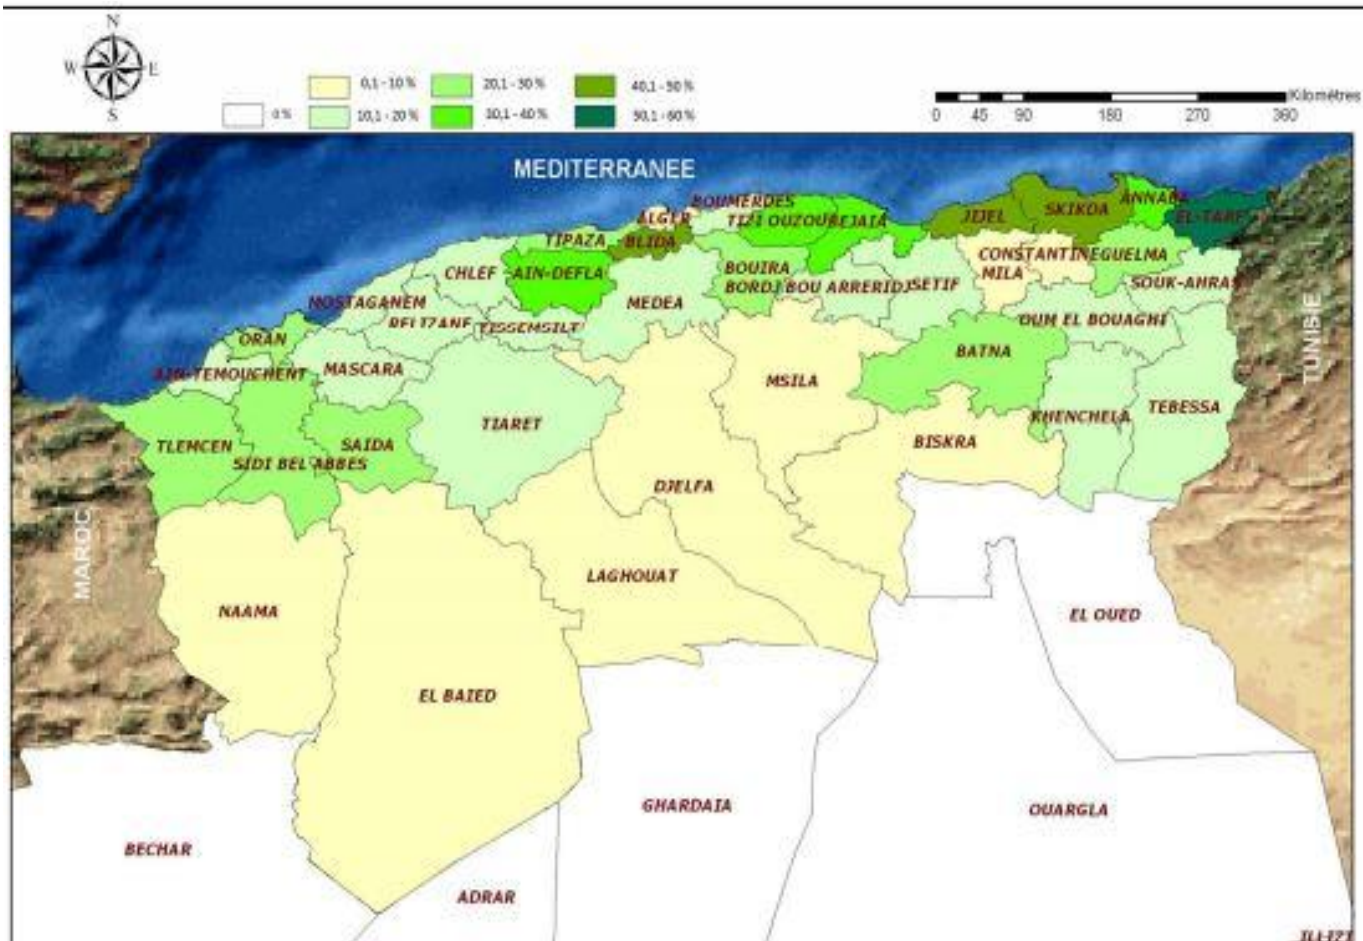 N
W E
S
0,1 - 10 % 20,1 - 30 % 40,1 - 50 %
0 % 10,1 - 20 % 30,1 - 40% 50,1 - 60%
Kilomètres
0 45 90 180 270 360
MEDITERRANEE
BOUMERDES
ALGER TIZI OUZOU BEJAIA JIJEL SKIKDA ANNABA EL-TARF
TIPAZA BLIDA
CHLEF AIN-DEFLA BOUIRA CONSTANTINE GUELMA
MILA
MOSTAGANEM MEDEA BORDJ BOU ARRERIDJ SETIF SOUK-AHRAS
RELIZANE TISSEMSILT OUM EL BOUAGHI
ORAN BATNA
AIN-TEMOUCHENT MASCARA MSILA TUNISIE
TIARET KHENCHELA TEBESSA
TLEMCEN SAIDA BISKRA
SIDI BEL ABBES
DJELFA
MAROC
LAGHOUAT
NAAMA EL OUED
EL BAIED
GHARDAIA OUARGLA
BECHAR
ADRAR
ILLIZI